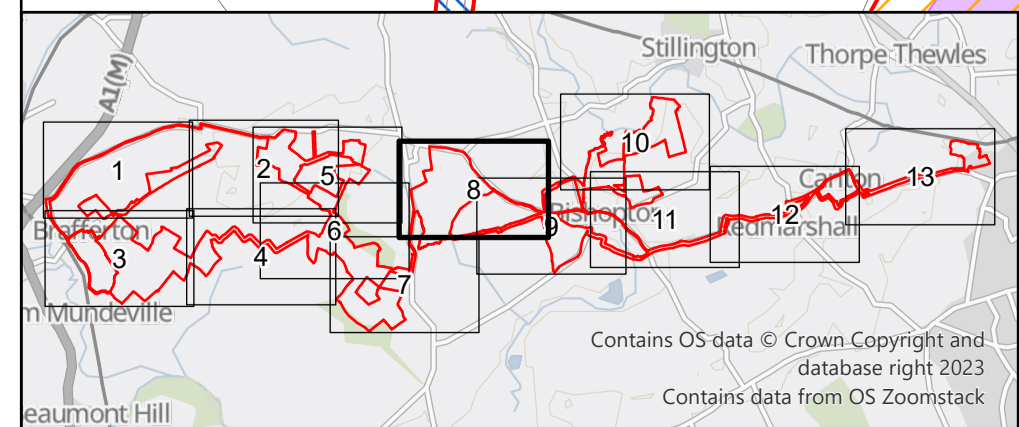 Stillington
Thorpe Thewles
A1(M)
10
1
2
5
Carlton
13
8
Bishopton
11
12
Redmarshall
9
Brafferton
6
3
4
7
m Mundeville
Contains OS data © Crown Copyright and
database right 2023
Contains data from OS Zoomstack
eaumont Hill